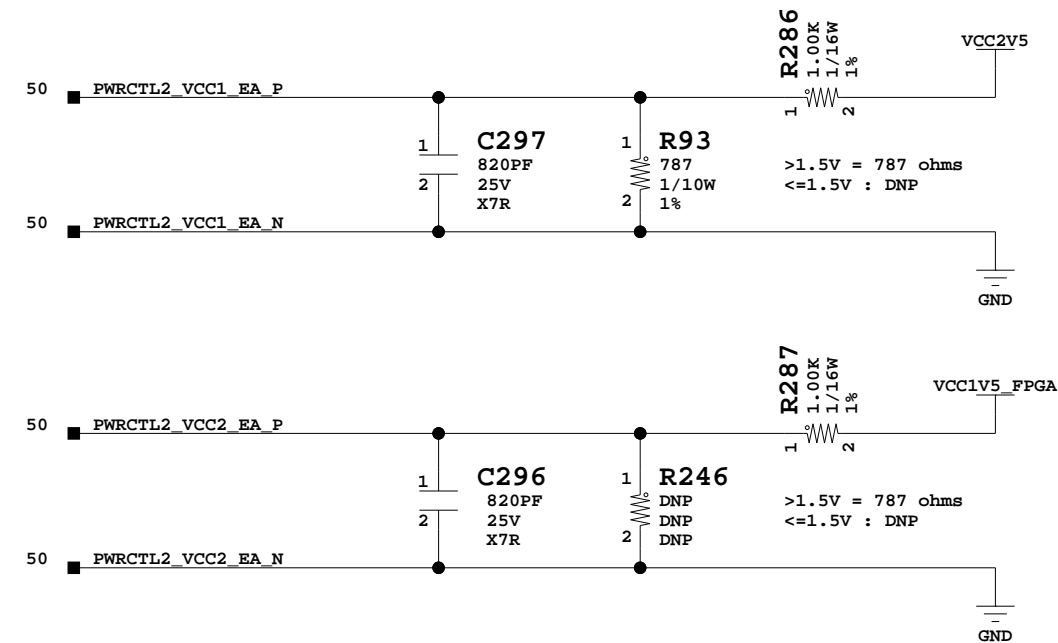 R286
1.00K
1/16W
1%
VCC2V5
50 PWRCTL2_VCC1_EA_P
1 2
1 C297
820PF
2 25V
X7R
1 R93
787
1/10W
2 1%
>1.5V = 787 ohms
<=1.5V : DNP
50 PWRCTL2_VCC1_EA_N
GND
R287
1.00K
1/16W
1%
VCC1V5_FPGA
50 PWRCTL2_VCC2_EA_P
1 2
1 C296
820PF
2 25V
X7R
1 R246
DNP
DNP
2 DNP
>1.5V = 787 ohms
<=1.5V : DNP
50 PWRCTL2_VCC2_EA_N
GND